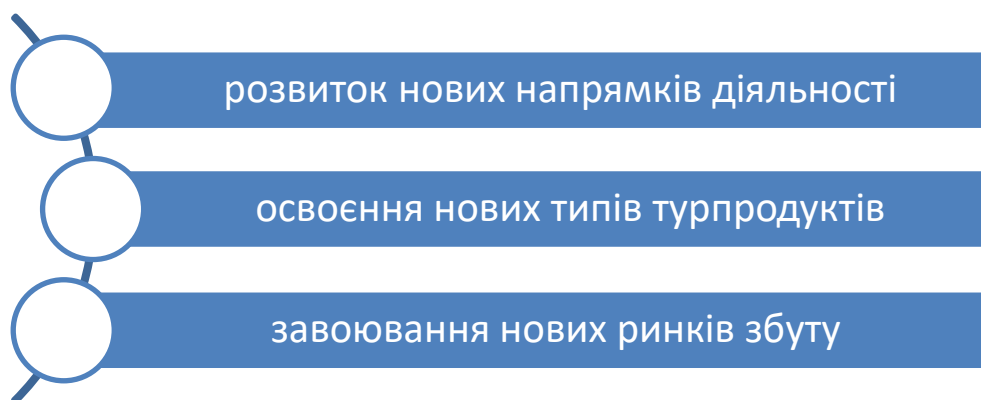 розвиток нових напрямків діяльності
освоєння нових типів турпродуктів
завоювання нових ринків збуту